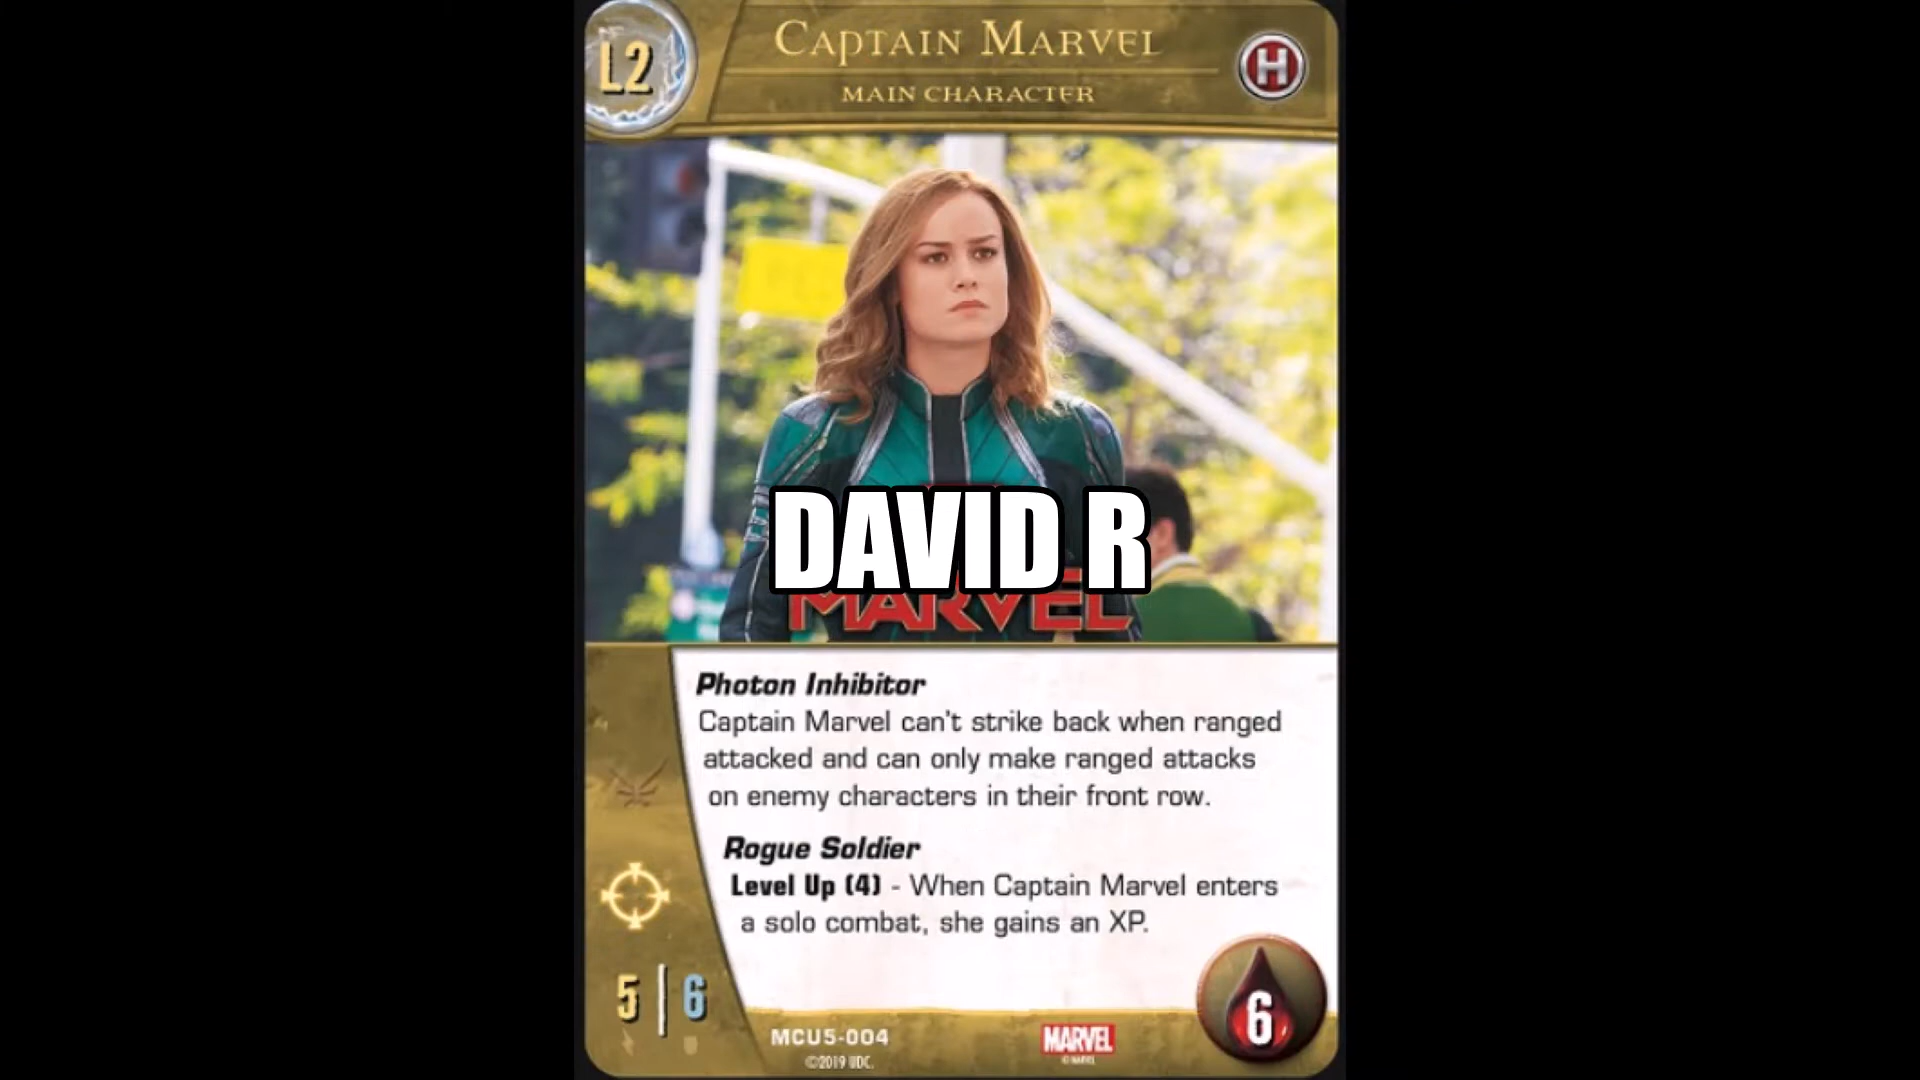 L2
CAPTAIN MARVEL
MAIN CHARACTER
H
DAVID R
MARVEL
Photon Inhibitor
Captain Marvel can't strike back when ranged
attacked and can only make ranged attacks
on enemy characters in their front row.
Rogue Soldier
Level Up (4) - When Captain Marvel enters
a solo combat, she gains an XP.
5 | 6
6
MCU5-004
©2019 UDC.
MARVEL
© MARVEL